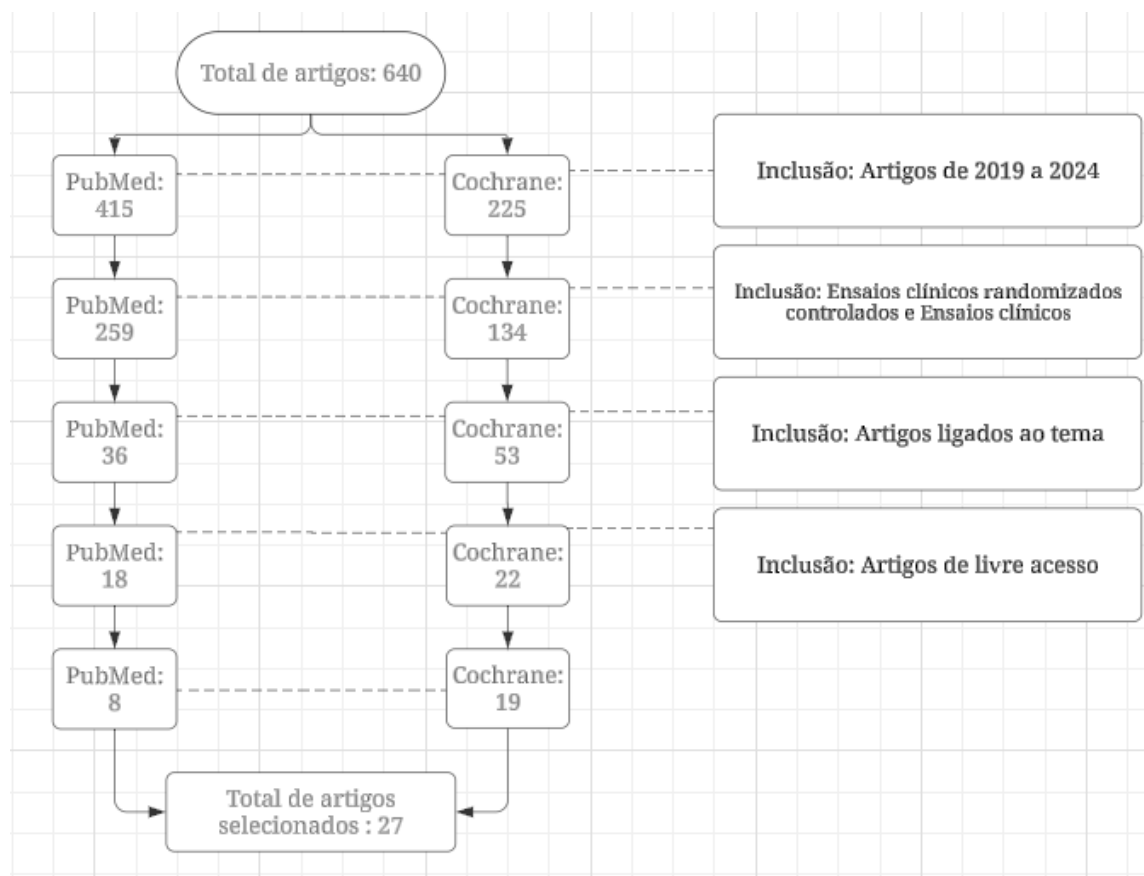 Total de artigos: 640
PubMed:
415
Cochrane:
225
Inclusão: Artigos de 2019 a 2024
PubMed:
259
Cochrane:
134
Inclusão: Ensaios clínicos randomizados
controlados e Ensaios clínicos
PubMed:
36
Cochrane:
53
Inclusão: Artigos ligados ao tema
PubMed:
18
Cochrane:
22
Inclusão: Artigos de livre acesso
PubMed:
8
Cochrane:
19
Total de artigos
selecionados : 27